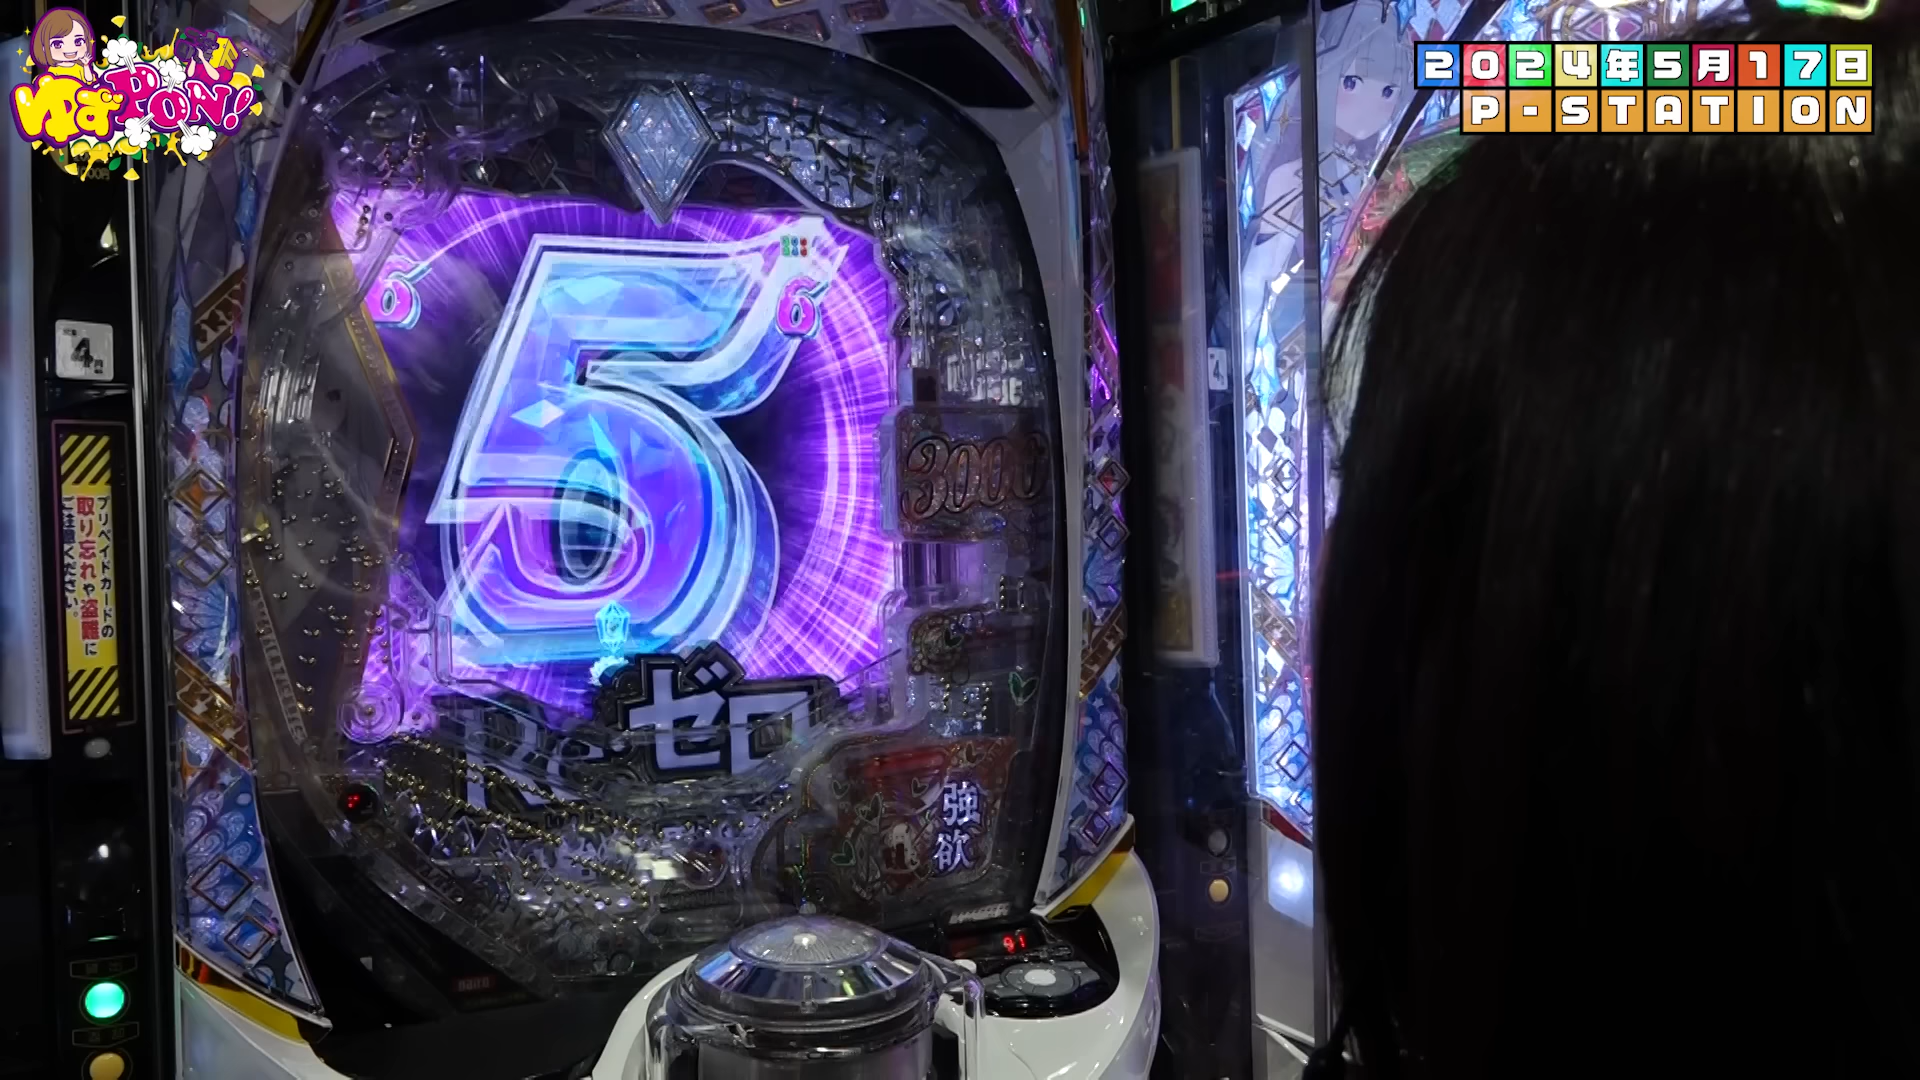 ゆずPON!
2024年5月17日
P-STATION
4
プリペイドカードの
取り忘れや盗難に
ご注意ください。
6
6
5
3000
Re:ゼロ
強
欲
91